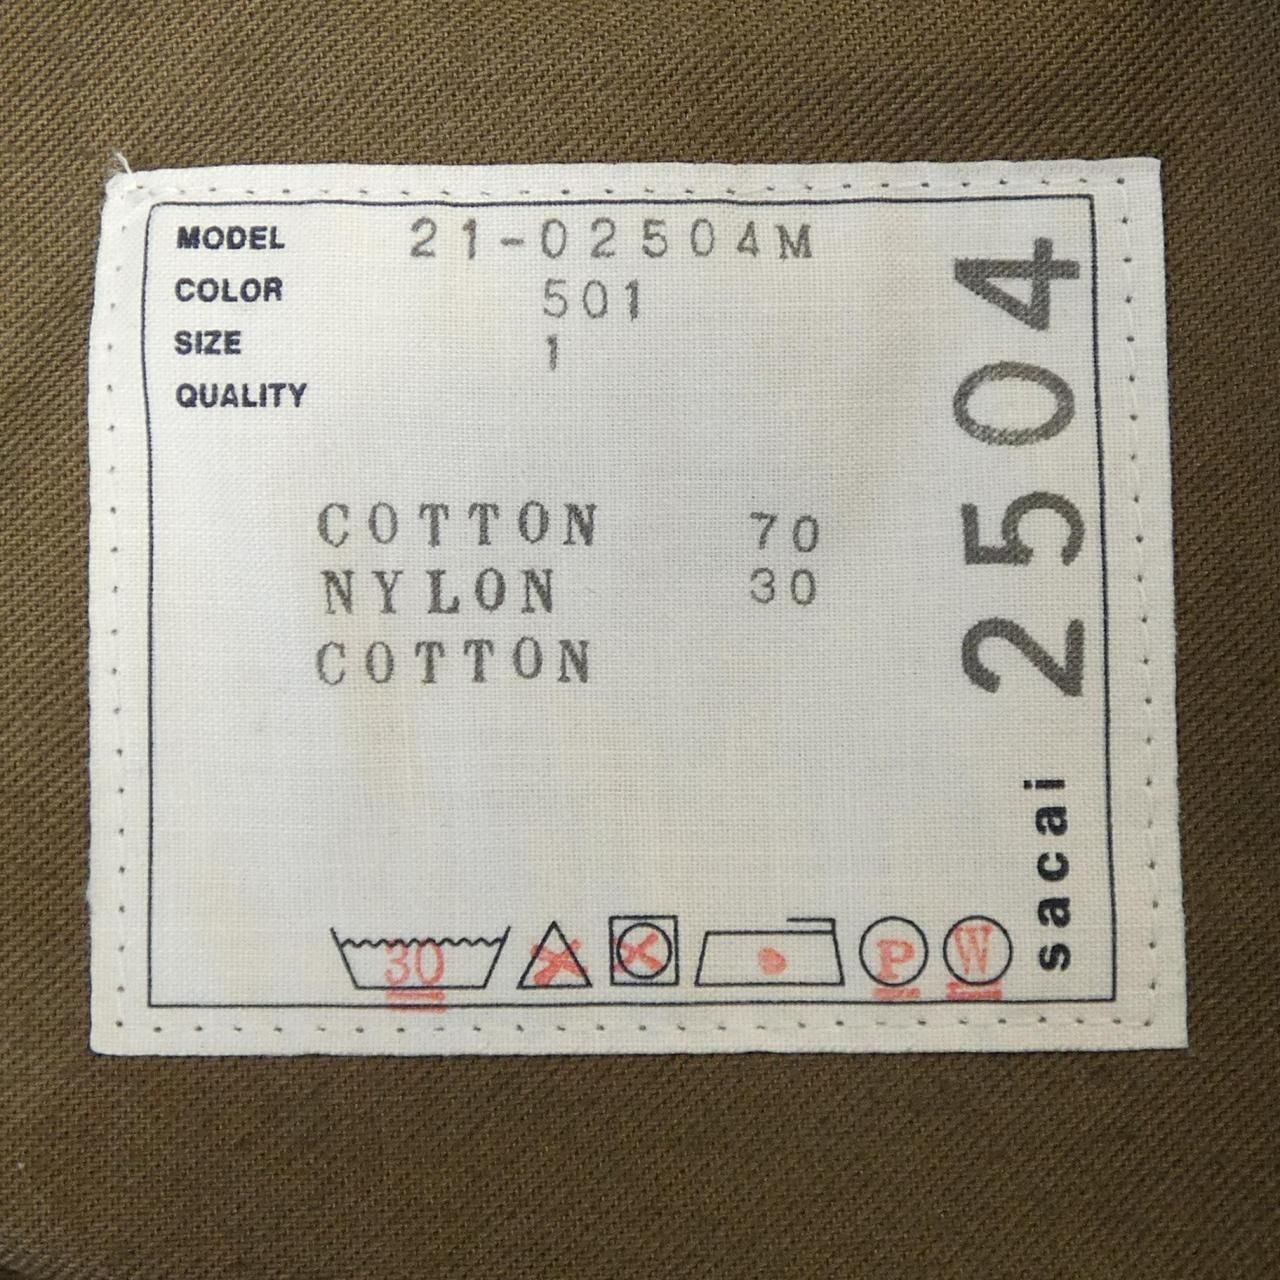 MODEL 21-02504M
COLOR 501
SIZE 1
QUALITY
COTTON 70
NYLON 30
COTTON
30
P
W
sacai 2504